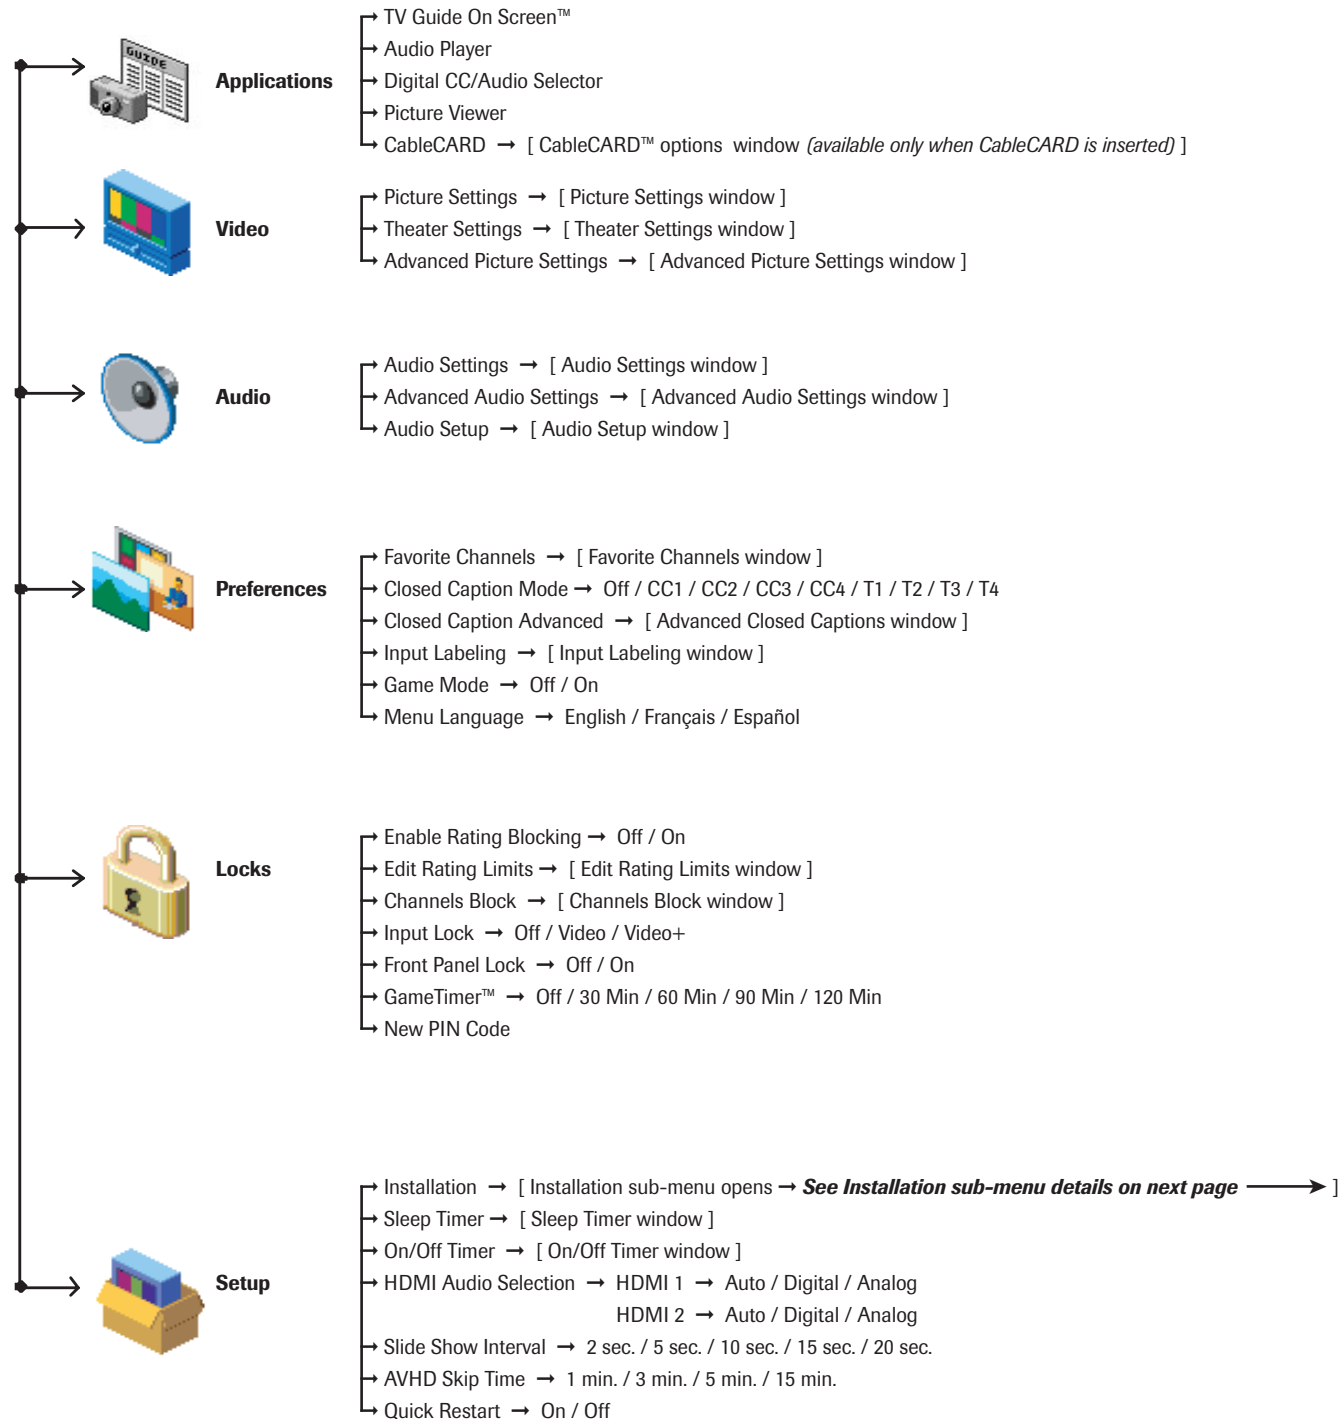 GUIDE
Applications
TV Guide On Screen™
Audio Player
Digital CC/Audio Selector
Picture Viewer
CableCARD → [ CableCARD™ options window (available only when CableCARD is inserted) ]
Video
Picture Settings → [ Picture Settings window ]
Theater Settings → [ Theater Settings window ]
Advanced Picture Settings → [ Advanced Picture Settings window ]
Audio
Audio Settings → [ Audio Settings window ]
Advanced Audio Settings → [ Advanced Audio Settings window ]
Audio Setup → [ Audio Setup window ]
Preferences
Favorite Channels → [ Favorite Channels window ]
Closed Caption Mode → Off / CC1 / CC2 / CC3 / CC4 / T1 / T2 / T3 / T4
Closed Caption Advanced → [ Advanced Closed Captions window ]
Input Labeling → [ Input Labeling window ]
Game Mode → Off / On
Menu Language → English / Français / Español
Locks
Enable Rating Blocking → Off / On
Edit Rating Limits → [ Edit Rating Limits window ]
Channels Block → [ Channels Block window ]
Input Lock → Off / Video / Video+
Front Panel Lock → Off / On
GameTimer™ → Off / 30 Min / 60 Min / 90 Min / 120 Min
New PIN Code
Setup
Installation → [ Installation sub-menu opens → See Installation sub-menu details on next page → ]
Sleep Timer → [ Sleep Timer window ]
On/Off Timer → [ On/Off Timer window ]
HDMI Audio Selection → HDMI 1 → Auto / Digital / Analog
HDMI 2 → Auto / Digital / Analog
Slide Show Interval → 2 sec. / 5 sec. / 10 sec. / 15 sec. / 20 sec.
AVHD Skip Time → 1 min. / 3 min. / 5 min. / 15 min.
Quick Restart → On / Off